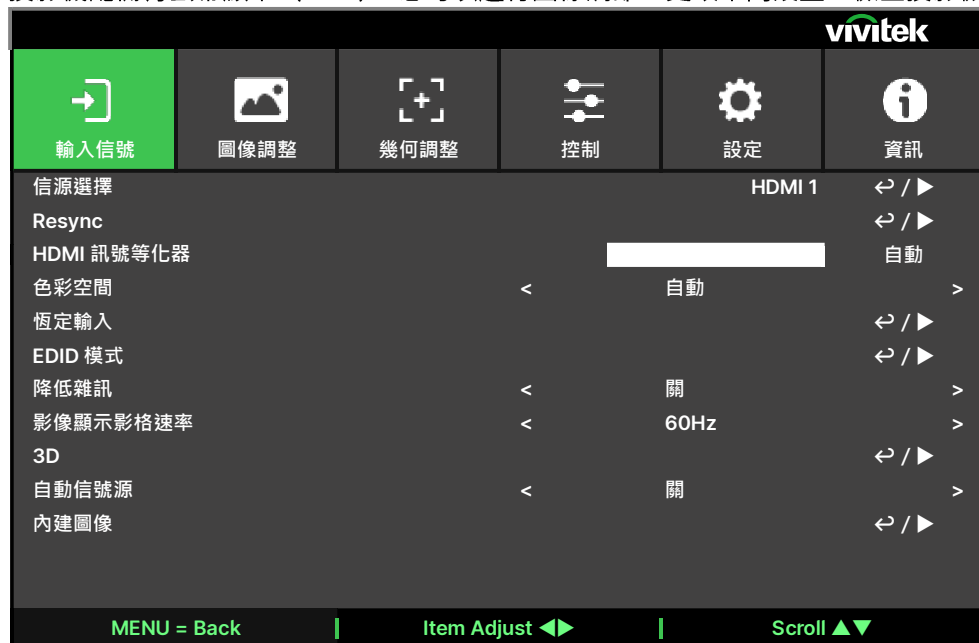 vivitek
輸入信號 圖像調整 幾何調整 控制 設定 資訊
信源選擇 HDMI 1 ↩ / ▶
Resync ↩ / ▶
HDMI 訊號等化器 自動
色彩空間 < 自動 >
恆定輸入 ↩ / ▶
EDID 模式 ↩ / ▶
降低雜訊 < 關 >
影像顯示影格速率 < 60Hz >
3D ↩ / ▶
自動信號源 < 關 >
內建圖像 ↩ / ▶
MENU = Back Item Adjust ◀▶ Scroll ▲▼